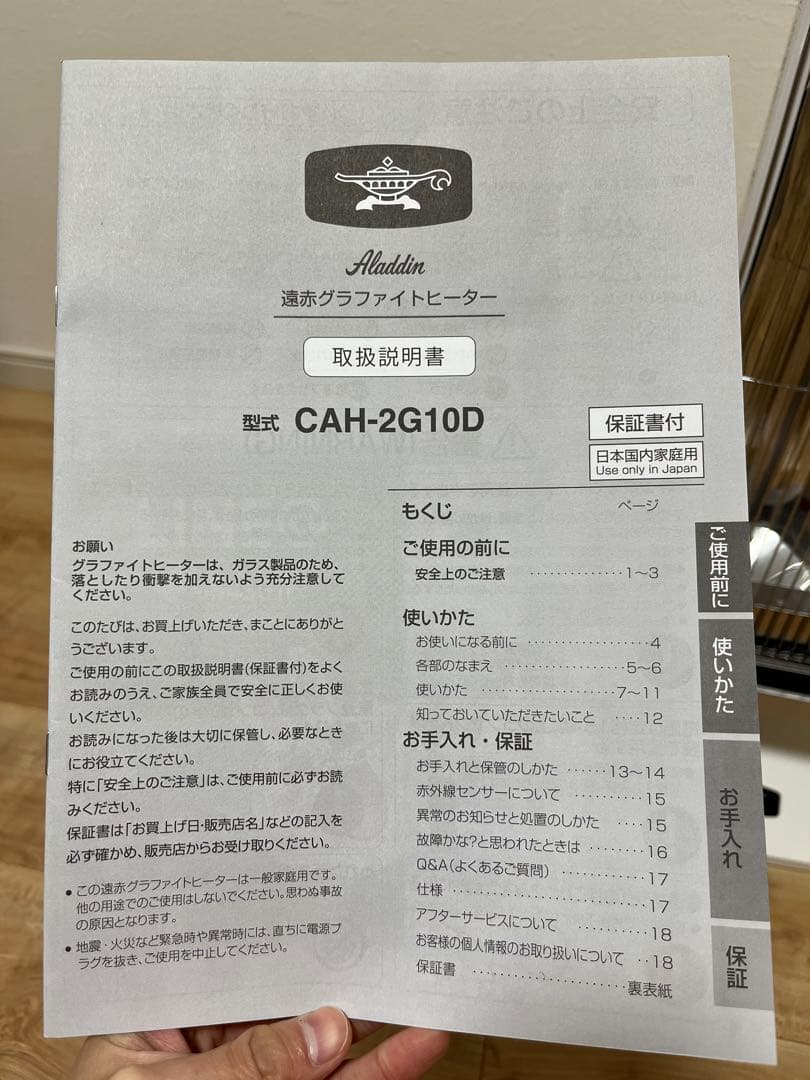 Aladdin
遠赤グラファイトヒーター
取扱説明書
型式 CAH-2G10D
保証書付
日本国内家庭用
Use only in Japan
お願い
グラファイトヒーターは、ガラス製品のため、
落としたり衝撃を加えないよう充分注意して
ください。
このたびは、お買上げいただき、まことにありがと
うございます。
ご使用の前にこの取扱説明書(保証書付)をよく
お読みのうえ、ご家族全員で安全に正しくお使
いください。
お読みになった後は大切に保管し、必要なとき
にお役立てください。
特に「安全上のご注意」は、ご使用前に必ずお読
みください。
保証書は「お買上げ日・販売店名」などの記入を
必ず確かめ、販売店からお受け取りください。
● この遠赤グラファイトヒーターは一般家庭用です。
他の用途でのご使用はしないでください。思わぬ事故
の原因となります。
● 地震・火災など緊急時や異常時には、直ちに電源プ
ラグを抜き、ご使用を中止してください。
もくじ ページ
ご使用の前に
安全上のご注意 ・・・・・・・・・・・・・1～3
使いかた
お使いになる前に ・・・・・・・・・・・・・・・・・4
各部のなまえ ・・・・・・・・・・・・・・・・・5～6
使いかた ・・・・・・・・・・・・・・・・・・・7～11
知っておいていただきたいこと ・・・・12
お手入れ・保証
お手入れと保管のしかた ・・・・・・13～14
赤外線センサーについて ・・・・・・・・・・・15
異常のお知らせと処置のしかた ・・・・15
故障かな?と思われたときは ・・・・・・・・16
Q&A(よくあるご質問) ・・・・・・・・・・・・・17
仕様 ・・・・・・・・・・・・・・・・・・・・・・・・・・・17
アフターサービスについて ・・・・・・・・・18
お客様の個人情報のお取り扱いについて ・・18
保証書 ・・・・・・・・・・・・・・・・・・・・・裏表紙
ご使用前に
使いかた
お手入れ
保証